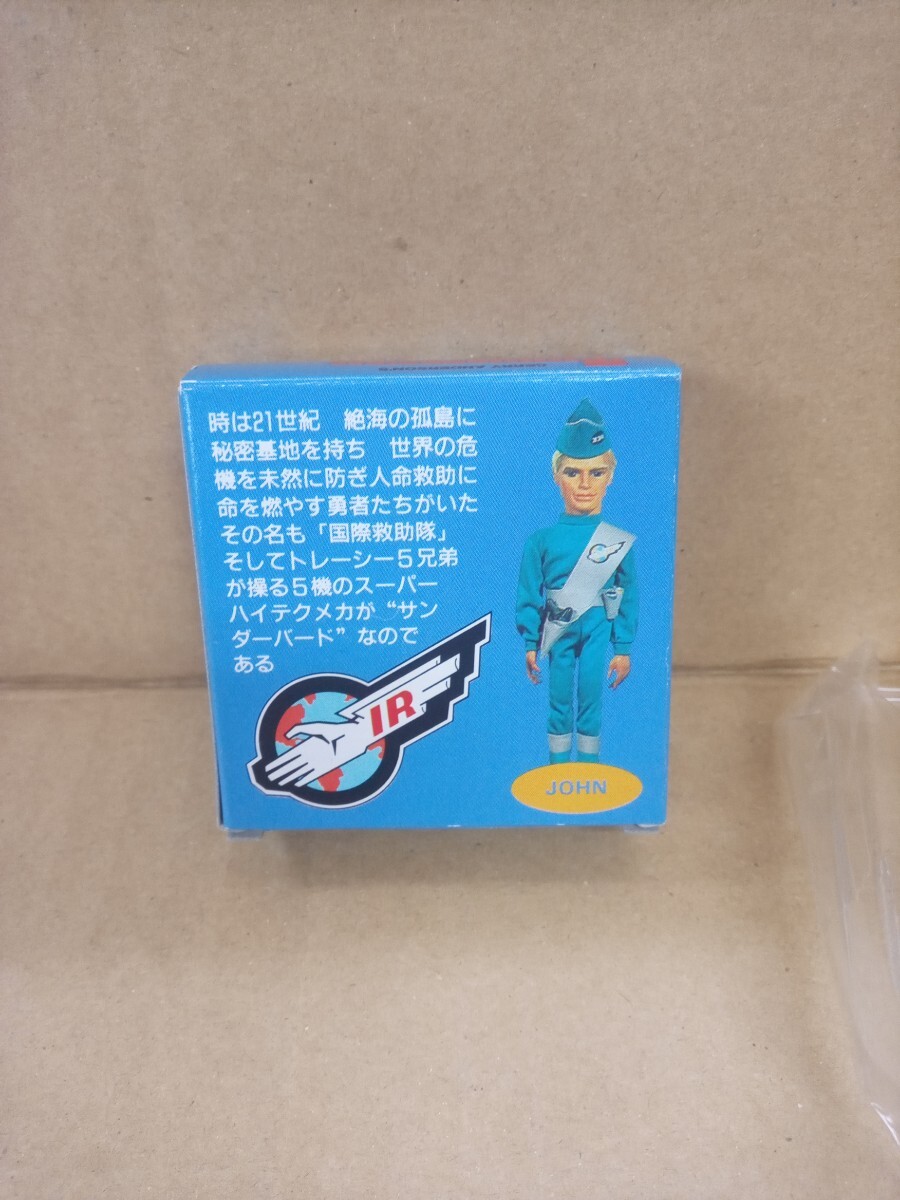 GERRY ANDERSON'S
時は21世紀　絶海の孤島に
秘密基地を持ち　世界の危
機を未然に防ぎ人命救助に
命を燃やす勇者たちがいた
その名も「国際救助隊」
そしてトレーシー5兄弟
が操る5機のスーパー
ハイテクメカが“サン
ダーバード”なので
ある
IR
JOHN